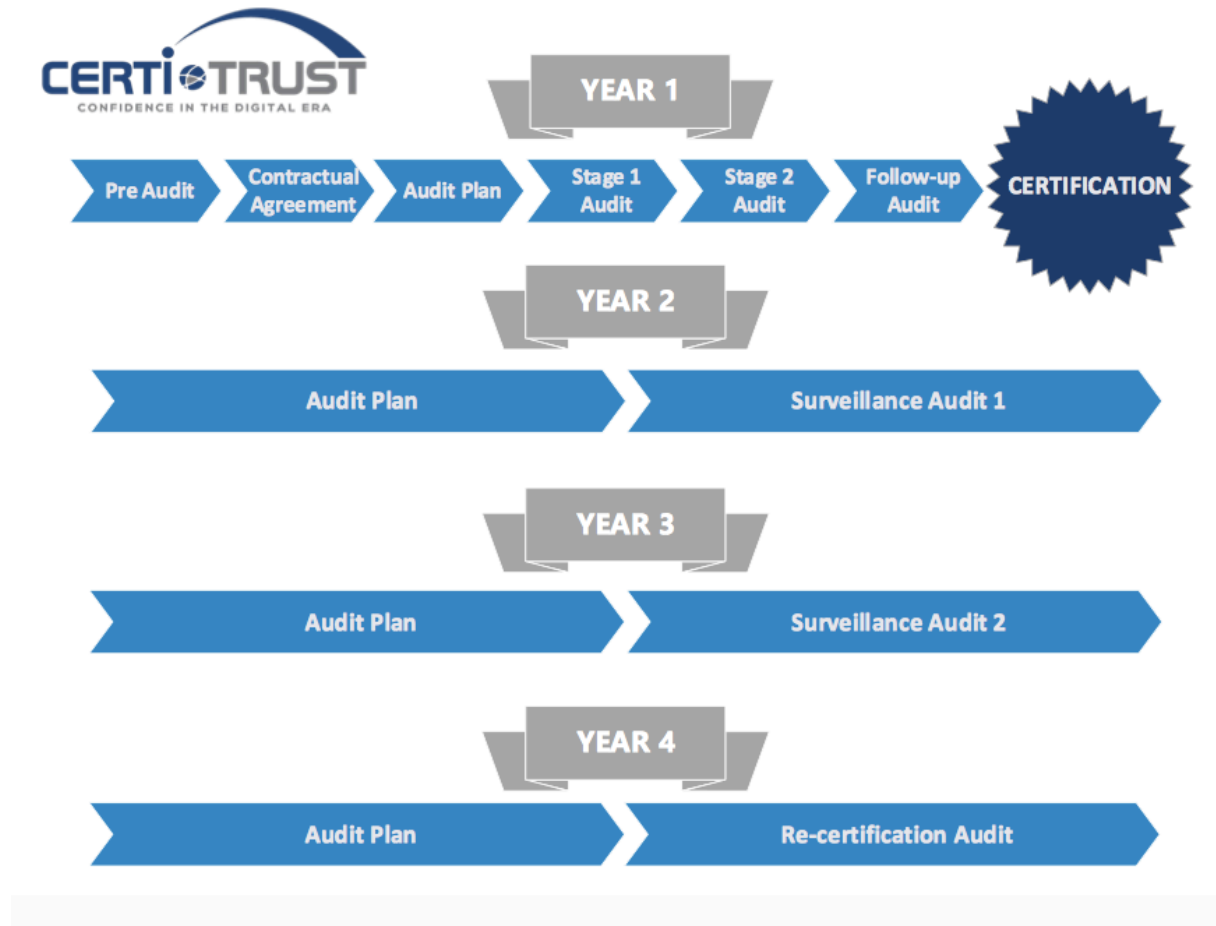 CERTiTRUST
CONFIDENCE IN THE DIGITAL ERA
YEAR 1
Pre Audit
Contractual
Agreement
Audit Plan
Stage 1
Audit
Stage 2
Audit
Follow-up
Audit
CERTIFICATION
YEAR 2
Audit Plan
Surveillance Audit 1
YEAR 3
Audit Plan
Surveillance Audit 2
YEAR 4
Audit Plan
Re-certification Audit